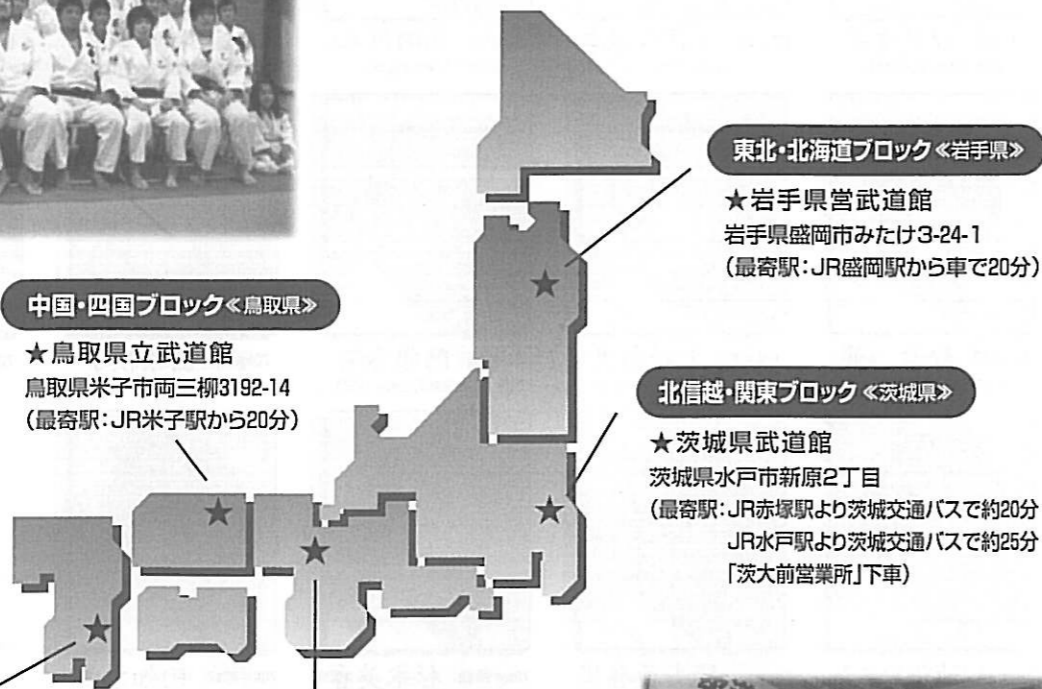 東北・北海道ブロック≪岩手県≫
★岩手県営武道館
岩手県盛岡市みたけ3-24-1
(最寄駅:JR盛岡駅から車で20分)
中国・四国ブロック≪鳥取県≫
★鳥取県立武道館
鳥取県米子市両三柳3192-14
(最寄駅:JR米子駅から20分)
北信越・関東ブロック≪茨城県≫
★茨城県武道館
茨城県水戸市新原2丁目
(最寄駅:JR赤塚駅より茨城交通バスで約20分
JR水戸駅より茨城交通バスで約25分
「茨大前営業所」下車)